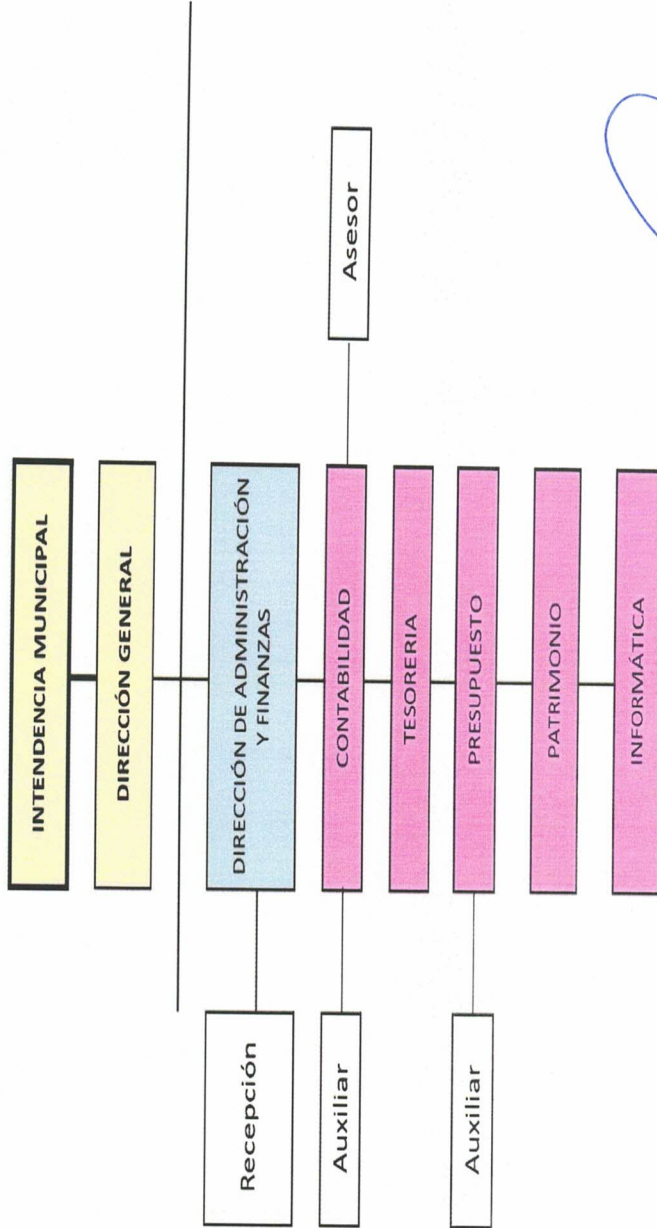 INTENDENCIA MUNICIPAL
DIRECCIÓN GENERAL
DIRECCIÓN DE ADMINISTRACIÓN
Y FINANZAS
Recepción
CONTABILIDAD
Auxiliar
Asesor
TESORERIA
PRESUPUESTO
Auxiliar
PATRIMONIO
INFORMÁTICA